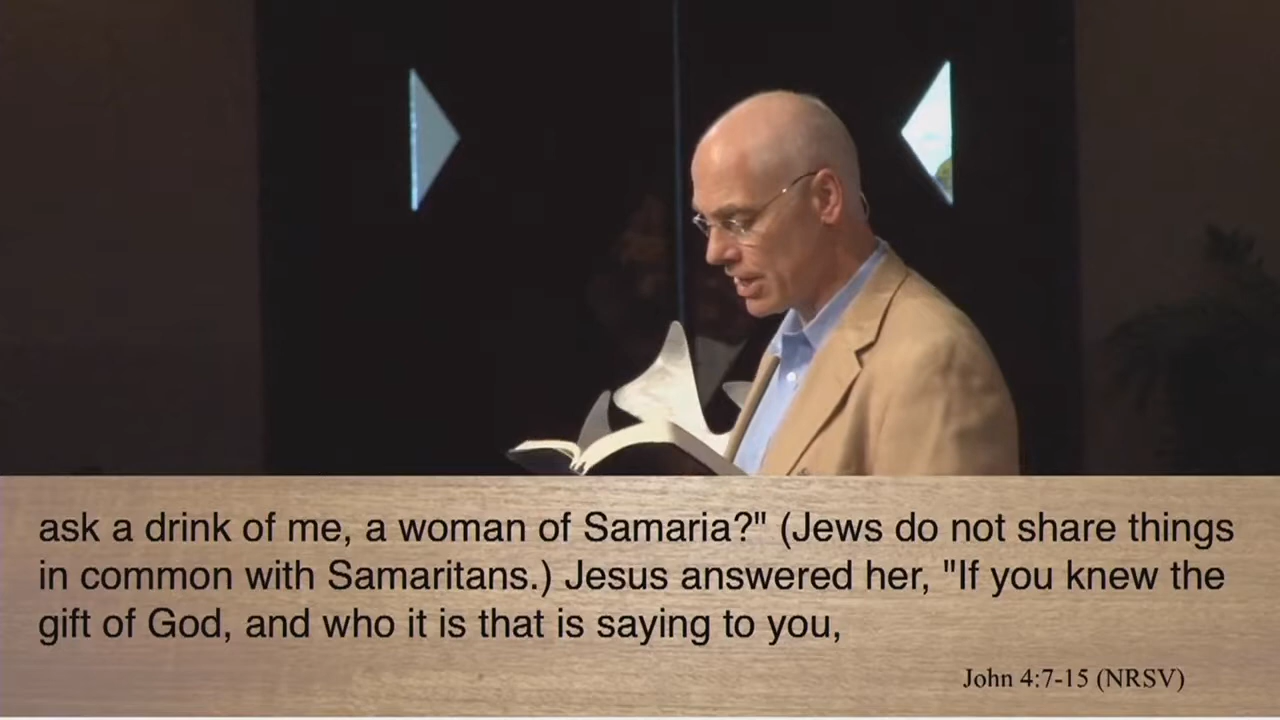 ask a drink of me, a woman of Samaria?" (Jews do not share things
in common with Samaritans.) Jesus answered her, "If you knew the
gift of God, and who it is that is saying to you,
John 4:7-15 (NRSV)